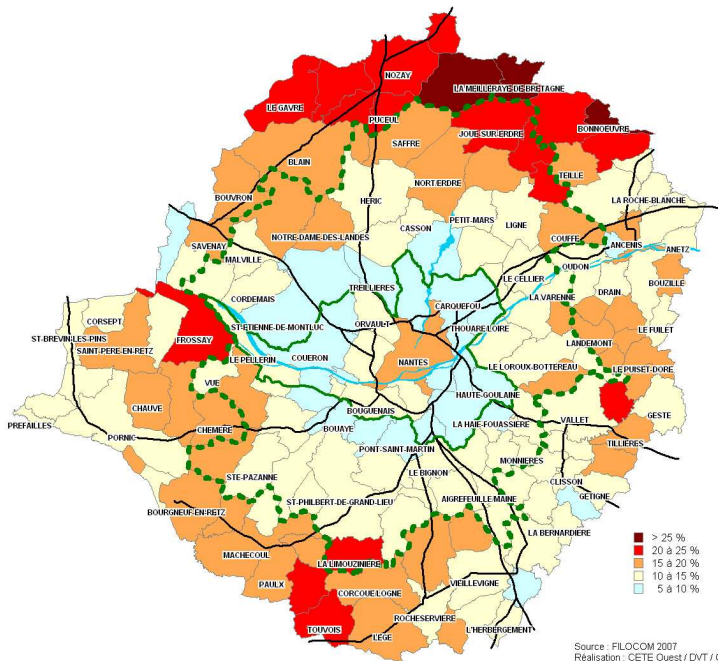 NOZAY
LA MEILLERAYE-DE-BRETAGNE
LE GAVRE
PUCEUL
JOUE-SUR-ERDRE
BONNOEUVRE
SAFFRE
BLAIN
TEILLE
NORT/ERDRE
BOUVRON
HERIC
LA ROCHE-BLANCHE
PETIT-MARS
CASSON
LIGNE
NOTRE-DAME-DES-LANDES
COUFFE
SAVENAY
ANCENIS
ANETZ
MALVILLE
OUDON
LE CELLIER
BOUZILLE
TREILLIERES
DRAIN
CORDEMAIS
LA VARENNE
CARQUEFOU
CORSEPT
ST-ETIENNE-DE-MONTLUC
ORVAULT
THOUARE/LOIRE
LE FUILET
ST-BREVIN-LES-PINS
FROSSAY
LANDEMONT
SAINT-PERE-EN-RETZ
LE PELLERIN
COUERON
NANTES
LE LOROUX-BOTTEREAU
LE PUISET-DORE
VUE
HAUTE-GOULAINE
CHAUVE
BOUGUENAIS
GESTE
PREFAILLES
CHEMERE
BOUAYE
LA HAIE-FOUASSIERE
VALLET
PORNIC
TILLIÈRES
PONT-SAINT-MARTIN
MONNIERES
LE BIGNON
STE-PAZANNE
CLISSON
ST-PHILBERT-DE-GRAND-LIEU
AIGREFEUILLE/MAINE
GETIGNE
BOURGNEUF-EN-RETZ
LA BERNARDIERE
MACHECOUL
LA LIMOUZINIERE
PAULX
VIEILLEVIGNE
CORCOUE/LOGNE
ROCHESERVIERE
TOUVOIS
LEGE
L'HERBERGEMENT
> 25 %
20 à 25 %
15 à 20 %
10 à 15 %
5 à 10 %
Source : FILOCOM 2007
Réalisation : CETE Ouest / DVT /